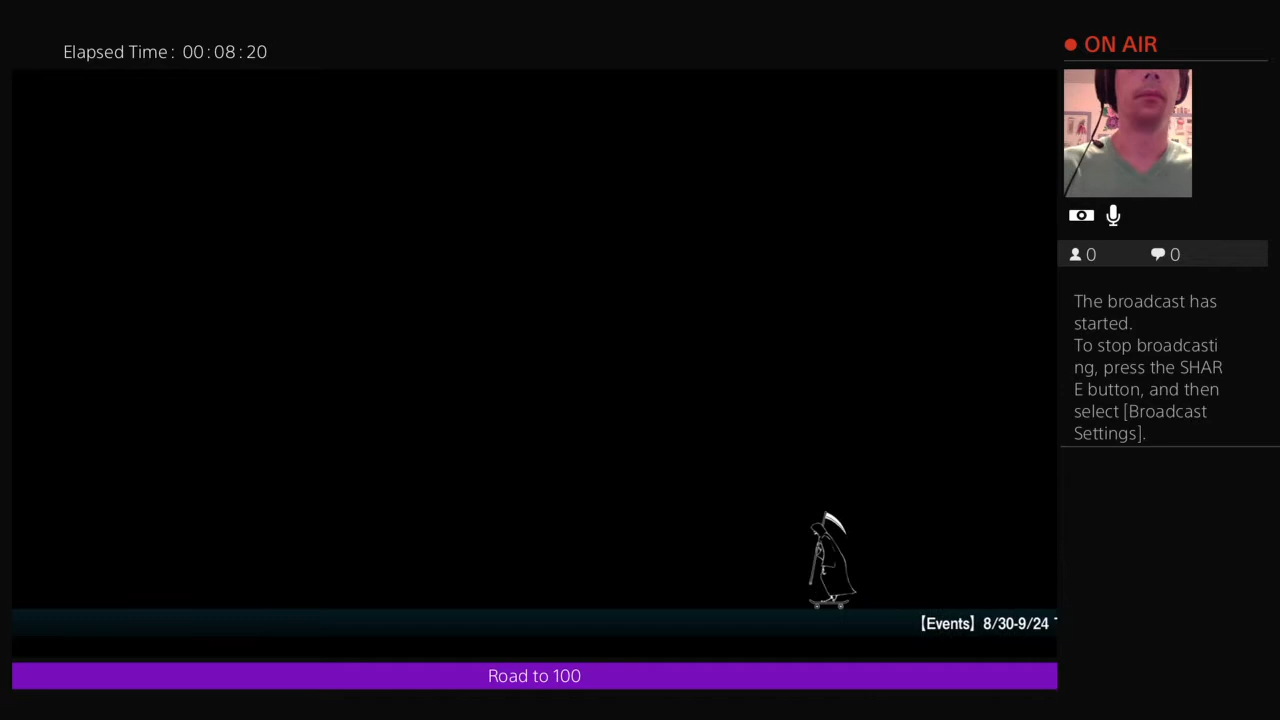 Elapsed Time: 00:08:20
ON AIR
0 0
The broadcast has
started.
To stop broadcasti
ng, press the SHAR
E button, and then
select [Broadcast
Settings].
【Events】 8/30-9/24
Road to 100